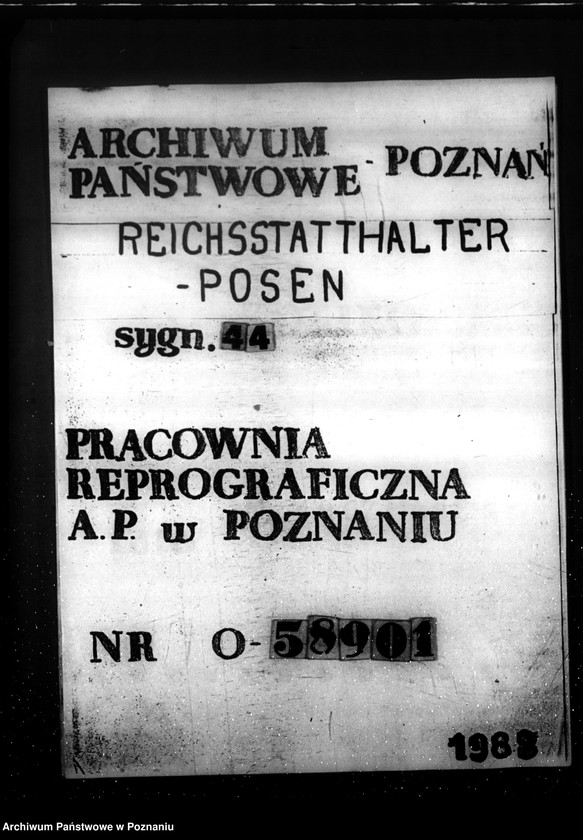 ARCHIWUM
PAŃSTWOWE - POZNAŃ
REICHSSTATTHALTER
-POSEN
sygn. 44
PRACOWNIA
REPROGRAFICZNA
A.P. w POZNANIU
NR O-58901
1988
Archiwum Państwowe w Poznaniu